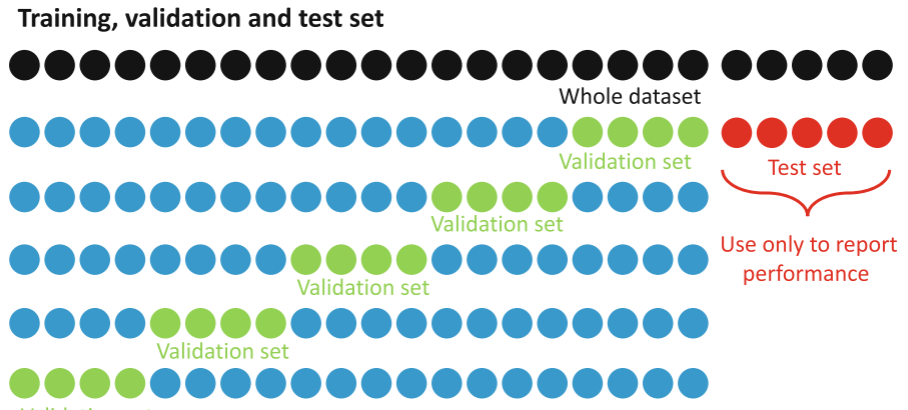 Training, validation and test set
Whole dataset
Validation set
Test set
Validation set
Use only to report
performance
Validation set
Validation set